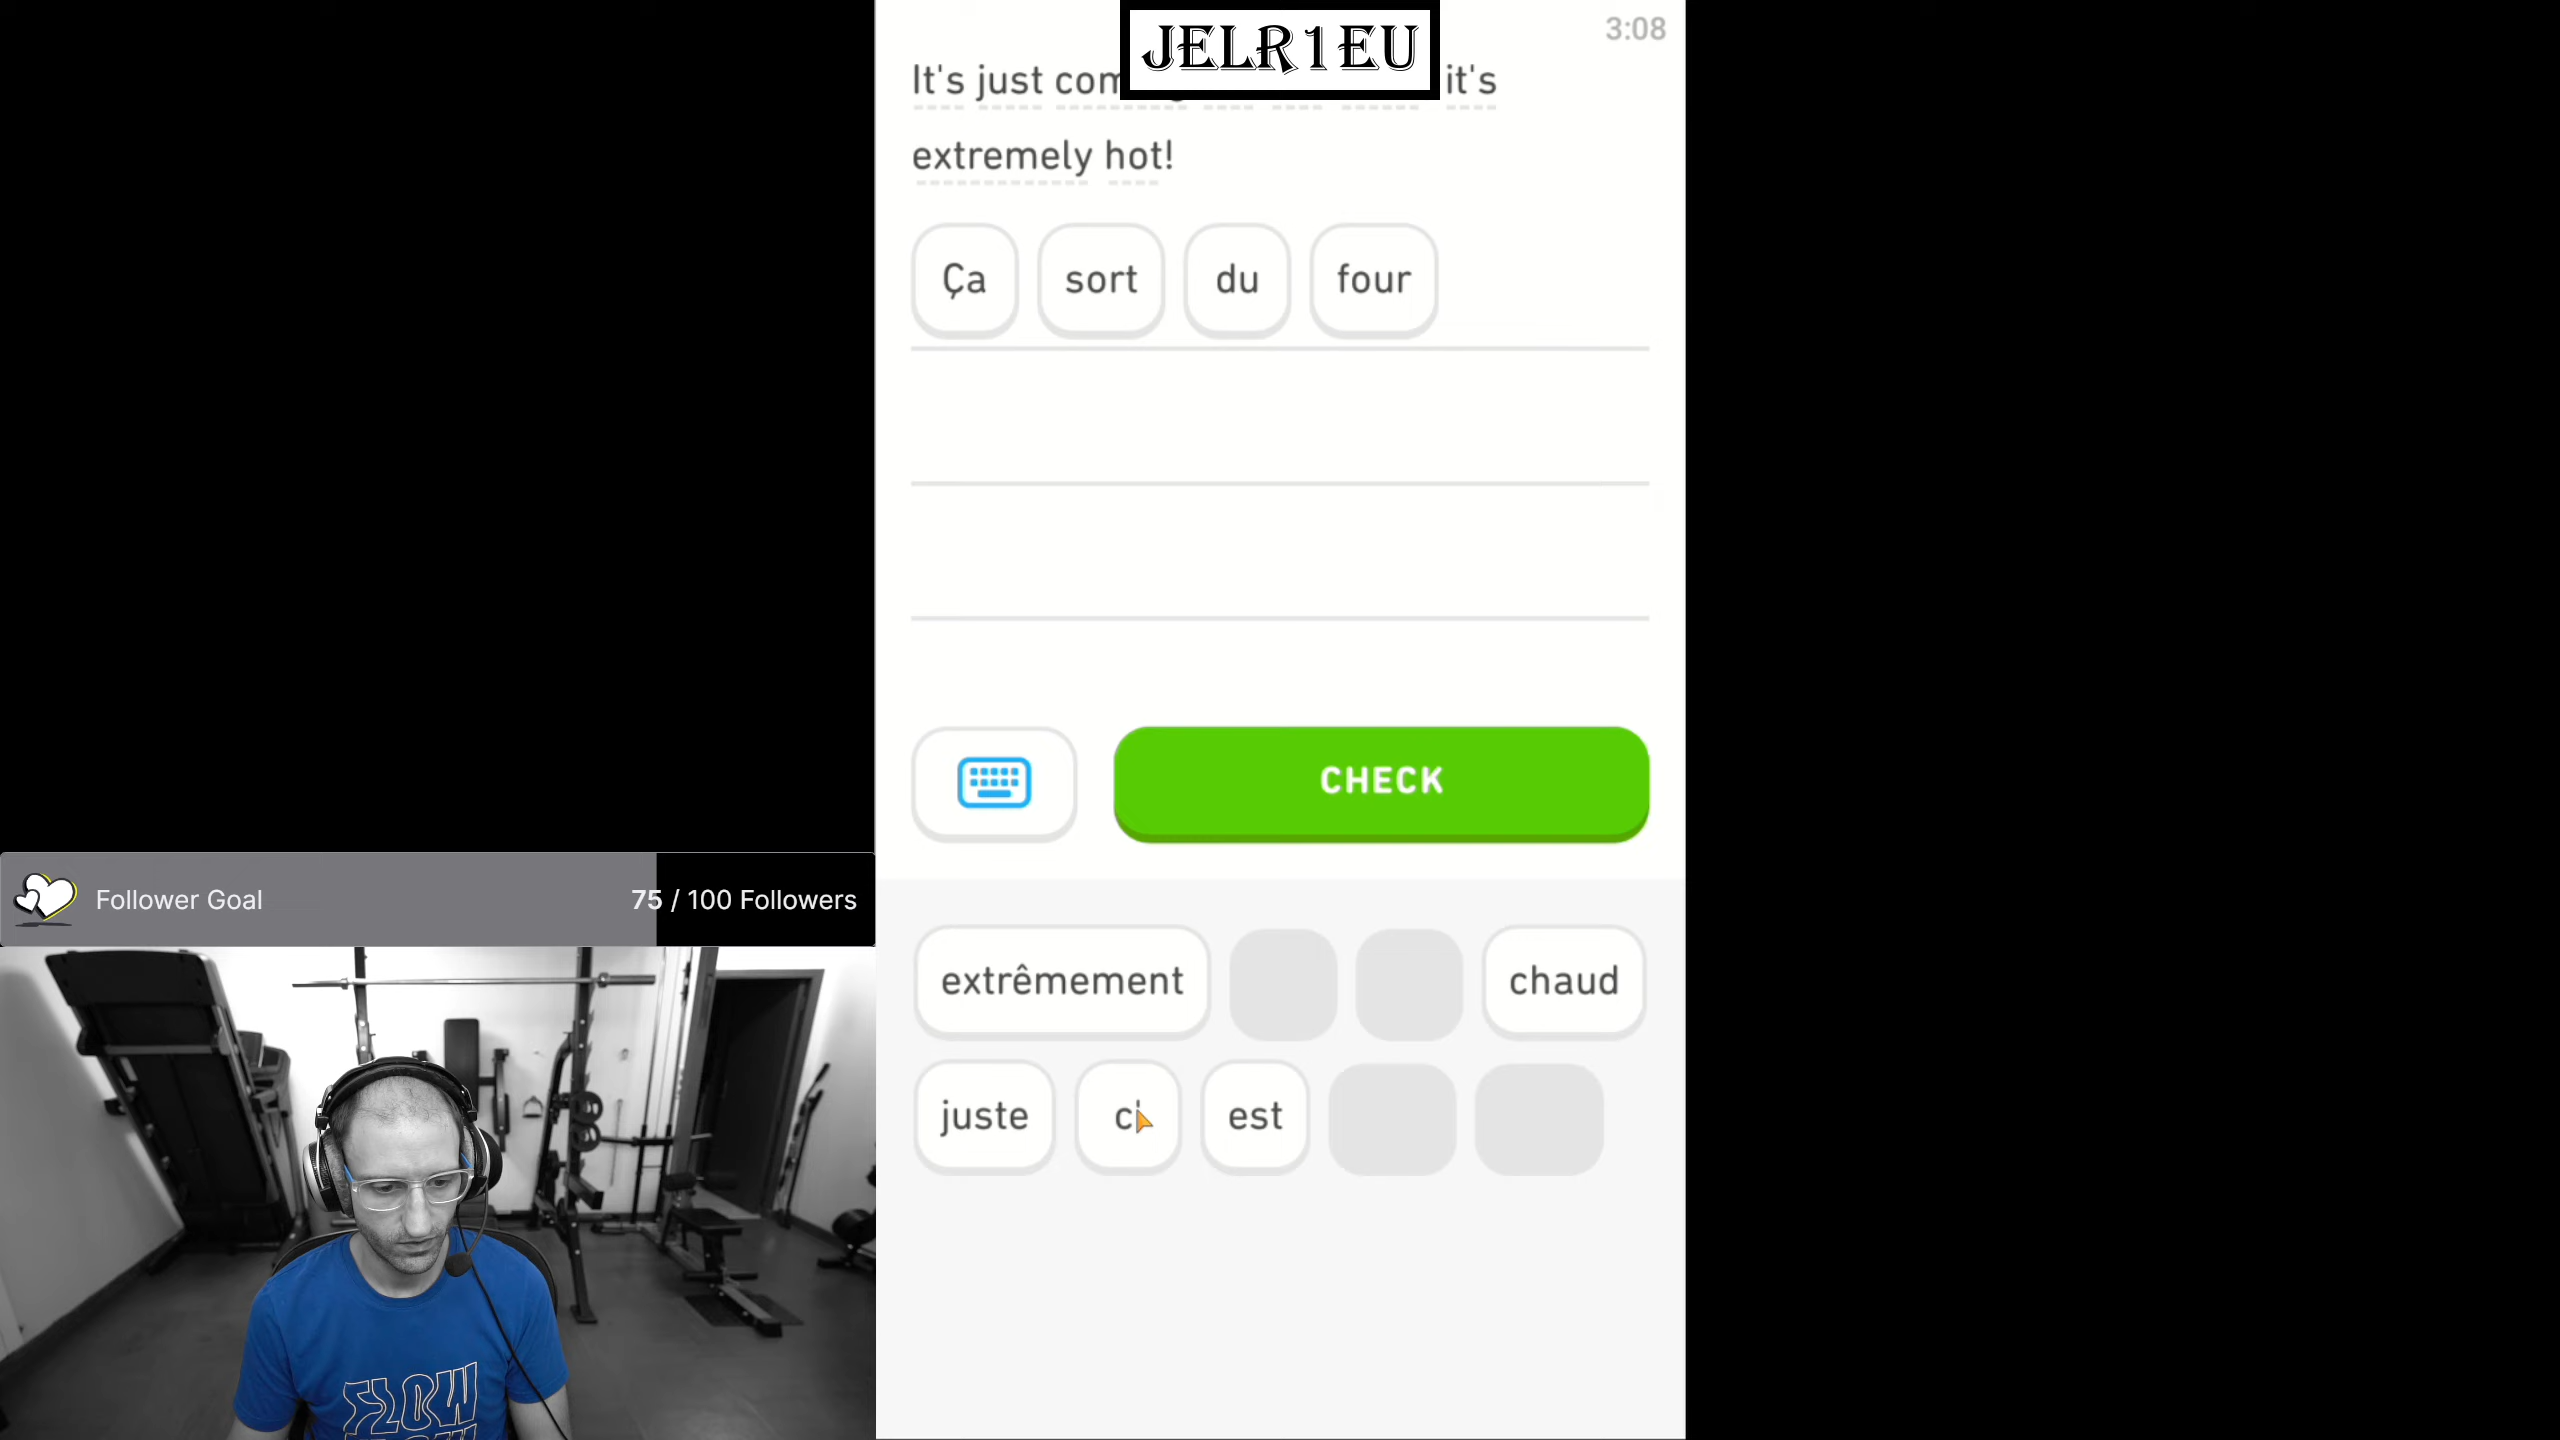 JELR1EU
3:08
It's just it's
extremely hot!
Ça sort du four
CHECK
Follower Goal 75 / 100 Followers
extrêmement chaud
juste c' est
FLOW